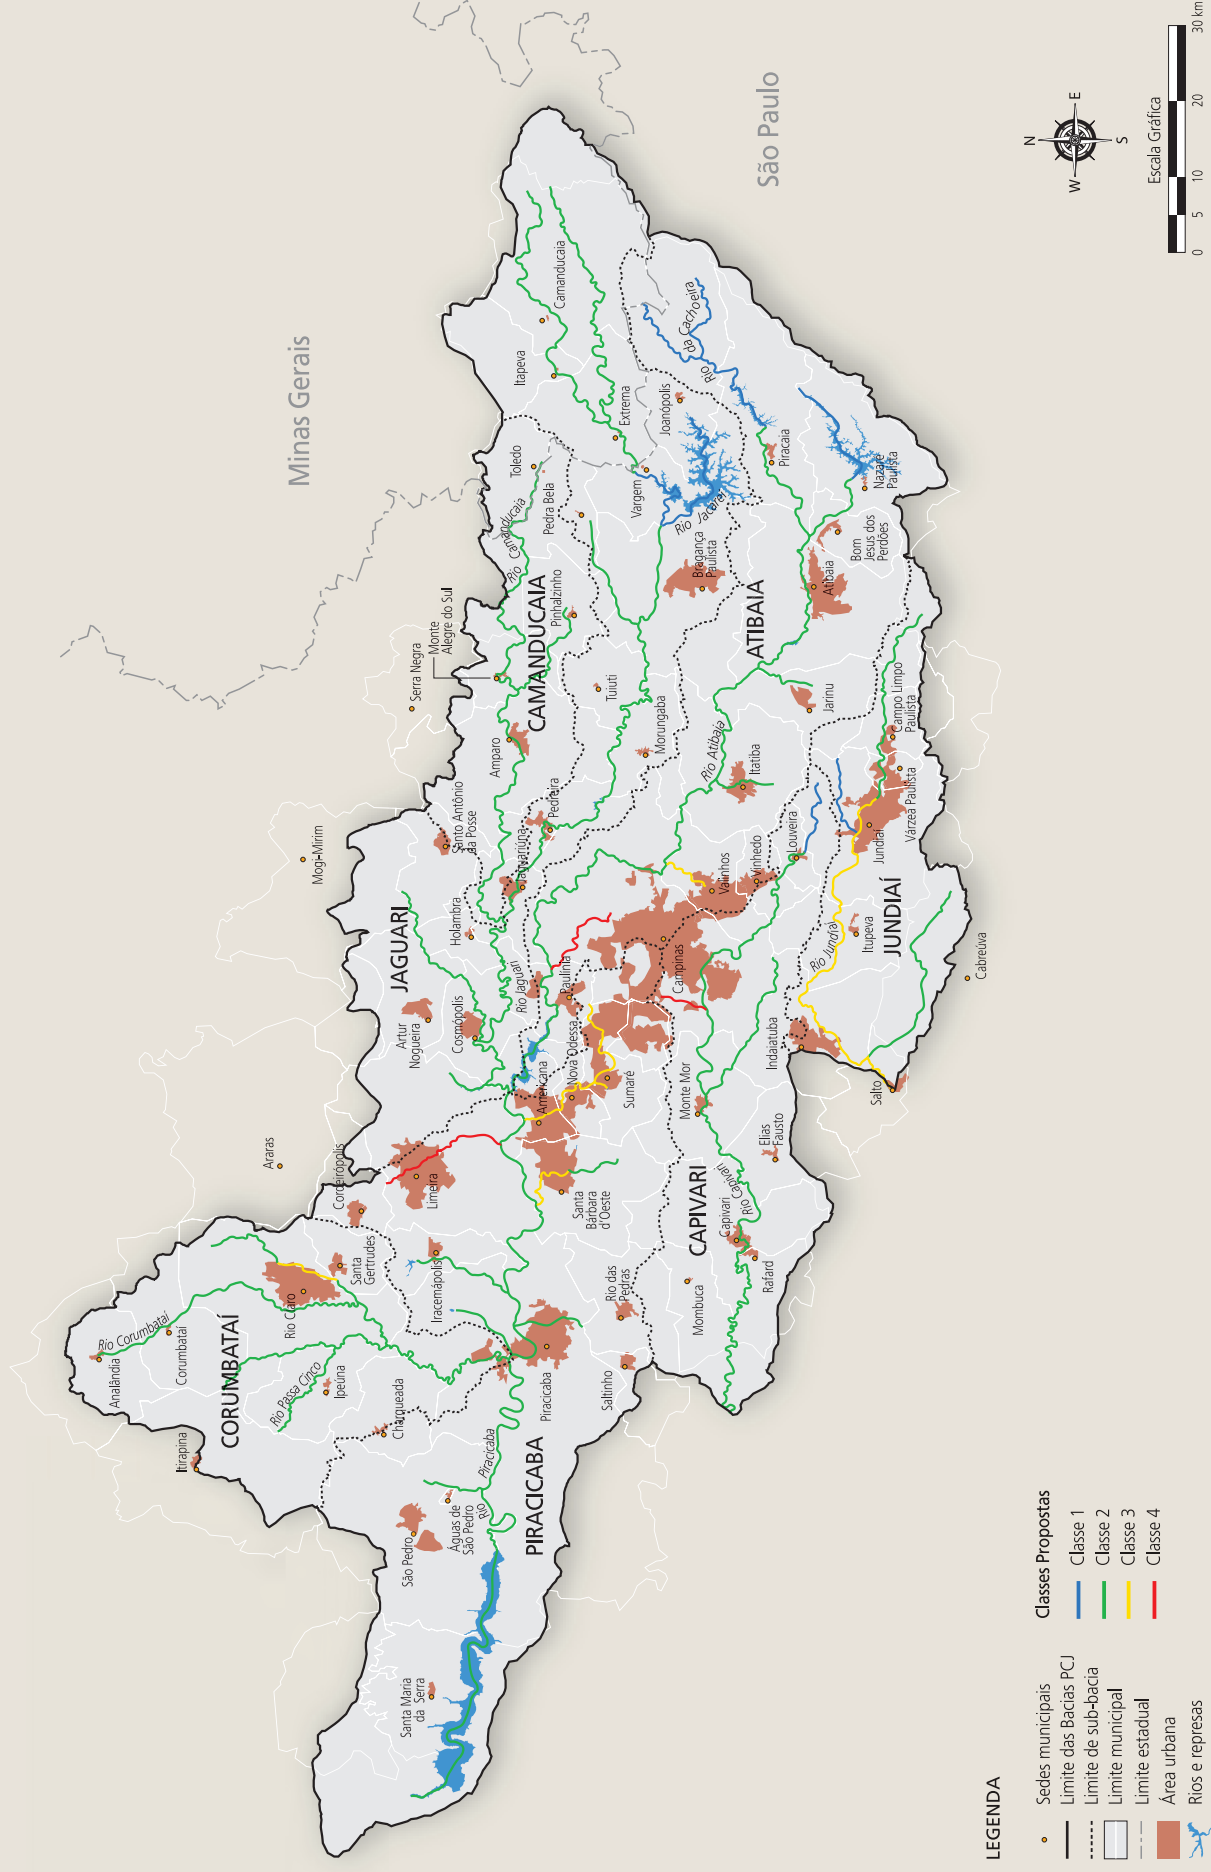 Minas Gerais
São Paulo
N
W
E
S
Escala Gráfica
0
5
10
20
30 km
Analândia
Rio Corumbataí
Corumbataí
CORUMBATAÍ
Itirapina
Rio Passa Cinco
Ipeúna
Rio Claro
Santa
Gertrudes
Cordeirópolis
Araras
Charqueada
Iracemápolis
Limeira
São Pedro
Águas de
São Pedro
Rio
Piracicaba
PIRACICABA
Piracicaba
Santa Maria
da Serra
Saltinho
Rio das
Pedras
Santa
Bárbara
d'Oeste
Americana
Nova Odessa
Sumaré
Paulínia
Artur
Nogueira
Cosmópolis
Rio Jaguari
Holambra
JAGUARI
Mogi-Mirim
Santo Antônio
da Posse
Jaguariúna
Pedreira
Amparo
Serra Negra
Monte
Alegre do Sul
CAMANDUCAIA
Pinhalzinho
Rio Camanducaia
Pedra Bela
Toledo
Itapeva
Camanducaia
Extrema
Vargem
Joanópolis
Rio Jacareí
Rio da Cachoeira
Piracaia
Nazaré
Paulista
Bom
Jesus dos
Perdões
Atibaia
Bragança
Paulista
Tuiuti
Morungaba
ATIBAIA
Rio Atibaia
Itatiba
Jarinu
Campo Limpo
Paulista
Várzea Paulista
Jundiaí
Louveira
Vinhedo
Valinhos
Campinas
Rio Jundiaí
Itupeva
JUNDIAÍ
Cabreúva
Indaiatuba
Salto
Monte Mor
Elias
Fausto
CAPIVARI
Rio Capivari
Capivari
Rafard
Mombuca
LEGENDA
Sedes municipais
Limite das Bacias PCJ
Limite de sub-bacia
Limite municipal
Limite estadual
Área urbana
Rios e represas
Classes Propostas
Classe 1
Classe 2
Classe 3
Classe 4